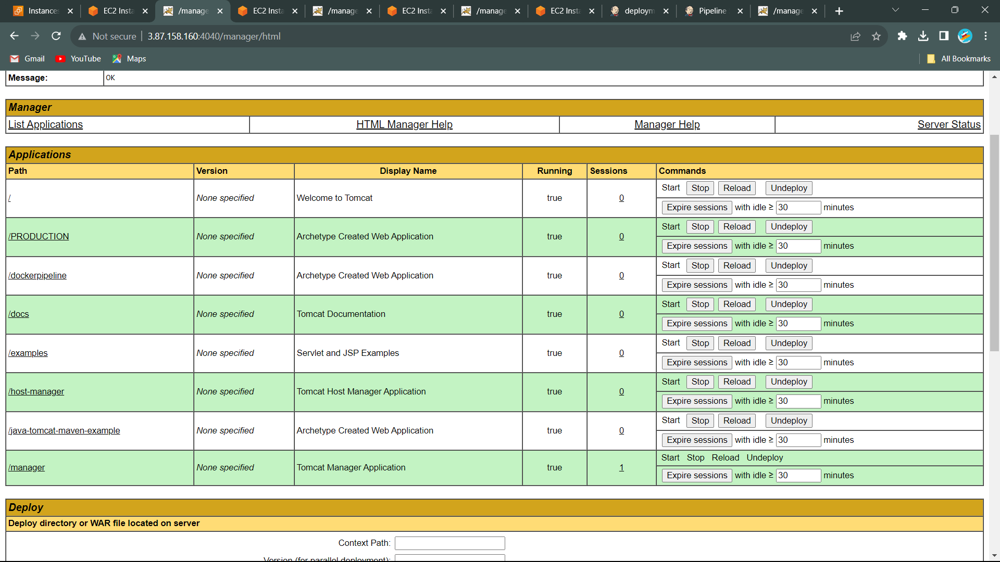 Instances EC2 Insta /manage EC2 Insta /manage EC2 Insta /manage EC2 Insta deploym Pipeline /manage
Not secure 3.87.158.160:4040/manager/html
Gmail YouTube Maps All Bookmarks
Message: OK
Manager
List Applications HTML Manager Help Manager Help Server Status
Applications
Path Version Display Name Running Sessions Commands
/ None specified Welcome to Tomcat true 0 Start Stop Reload Undeploy
Expire sessions with idle ≥ 30 minutes
/PRODUCTION None specified Archetype Created Web Application true 0 Start Stop Reload Undeploy
Expire sessions with idle ≥ 30 minutes
/dockerpipeline None specified Archetype Created Web Application true 0 Start Stop Reload Undeploy
Expire sessions with idle ≥ 30 minutes
/docs None specified Tomcat Documentation true 0 Start Stop Reload Undeploy
Expire sessions with idle ≥ 30 minutes
/examples None specified Servlet and JSP Examples true 0 Start Stop Reload Undeploy
Expire sessions with idle ≥ 30 minutes
/host-manager None specified Tomcat Host Manager Application true 0 Start Stop Reload Undeploy
Expire sessions with idle ≥ 30 minutes
/java-tomcat-maven-example None specified Archetype Created Web Application true 0 Start Stop Reload Undeploy
Expire sessions with idle ≥ 30 minutes
/manager None specified Tomcat Manager Application true 1 Start Stop Reload Undeploy
Expire sessions with idle ≥ 30 minutes
Deploy
Deploy directory or WAR file located on server
Context Path:
Version (for parallel deployment):